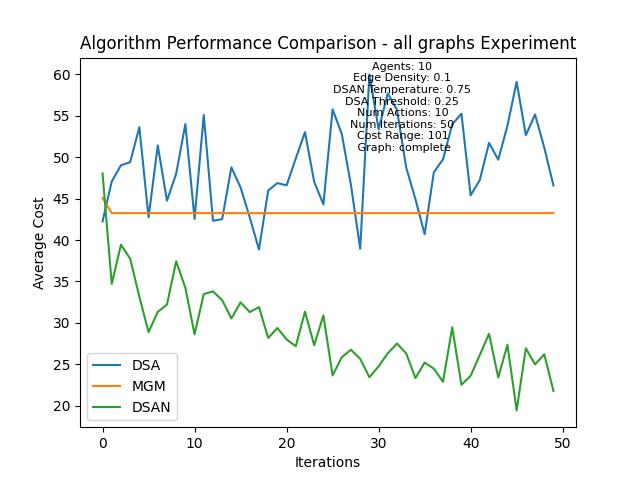 Algorithm Performance Comparison - all graphs Experiment
Agents: 10
Edge Density: 0.1
DSAN Temperature: 0.75
DSA Threshold: 0.25
Num Actions: 10
Num Iterations: 50
Cost Range: 101
Graph: complete
Average Cost
60
55
50
45
40
35
30
25
20
DSA
MGM
DSAN
0
10
20
30
40
50
Iterations